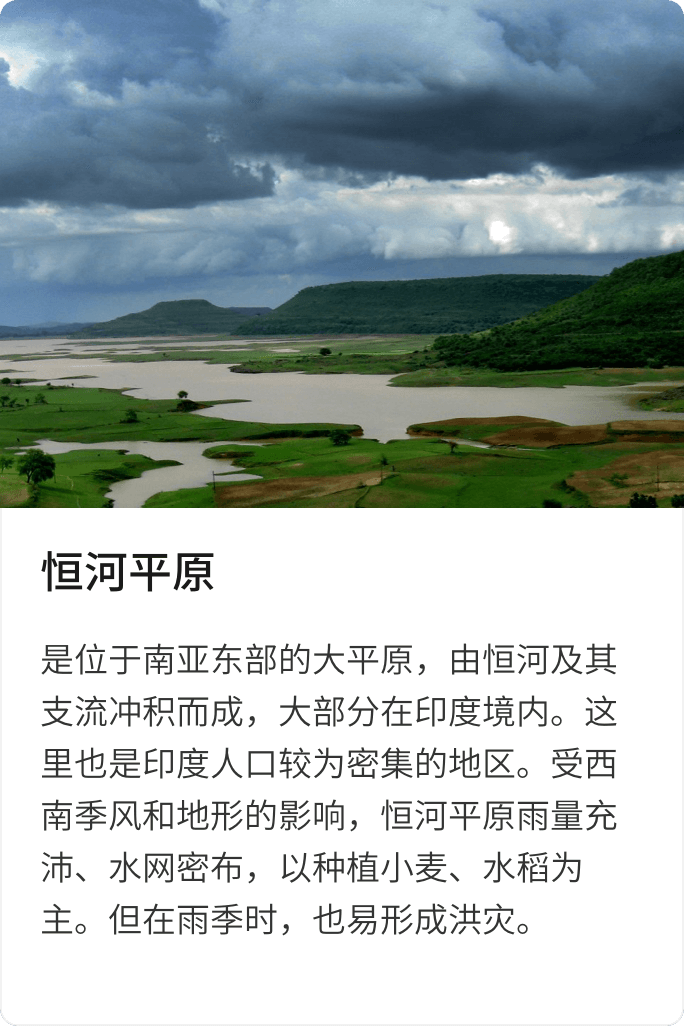 恒河平原
是位于南亚东部的大平原，由恒河及其
支流冲积而成，大部分在印度境内。这
里也是印度人口较为密集的地区。受西
南季风和地形的影响，恒河平原雨量充
沛、水网密布，以种植小麦、水稻为
主。但在雨季时，也易形成洪灾。